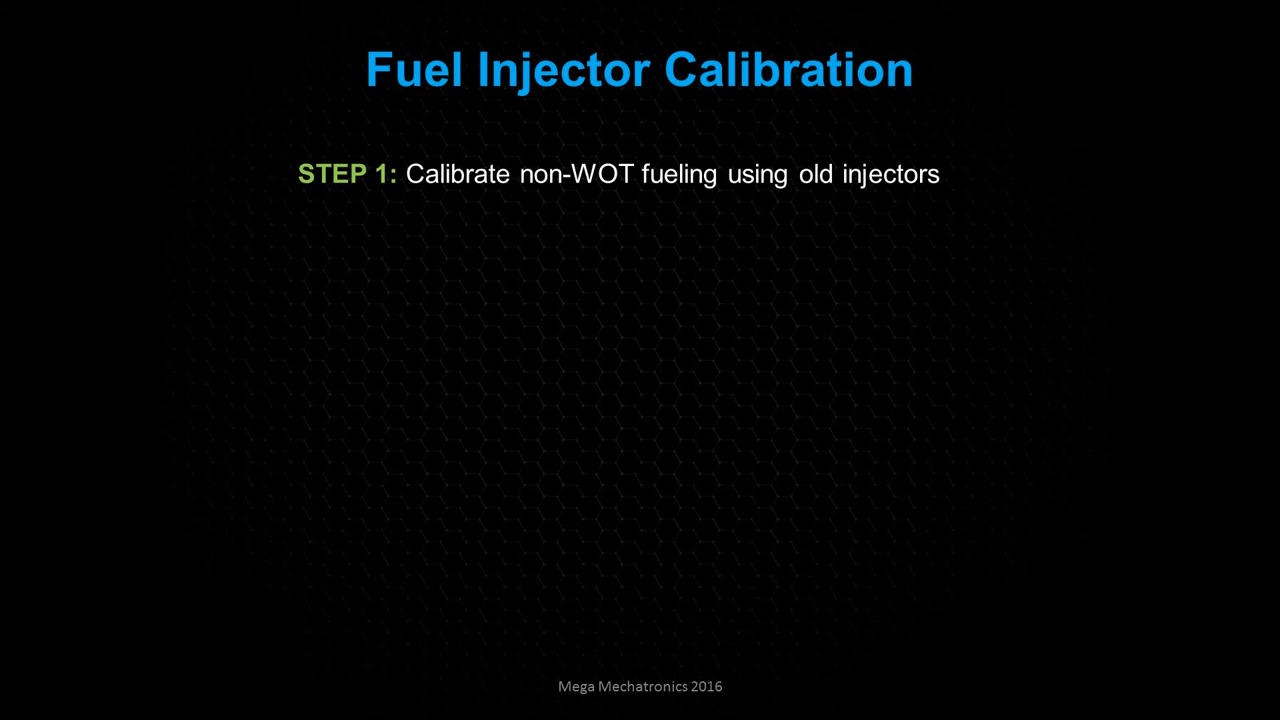 Fuel Injector Calibration
STEP 1: Calibrate non-WOT fueling using old injectors
Mega Mechatronics 2016